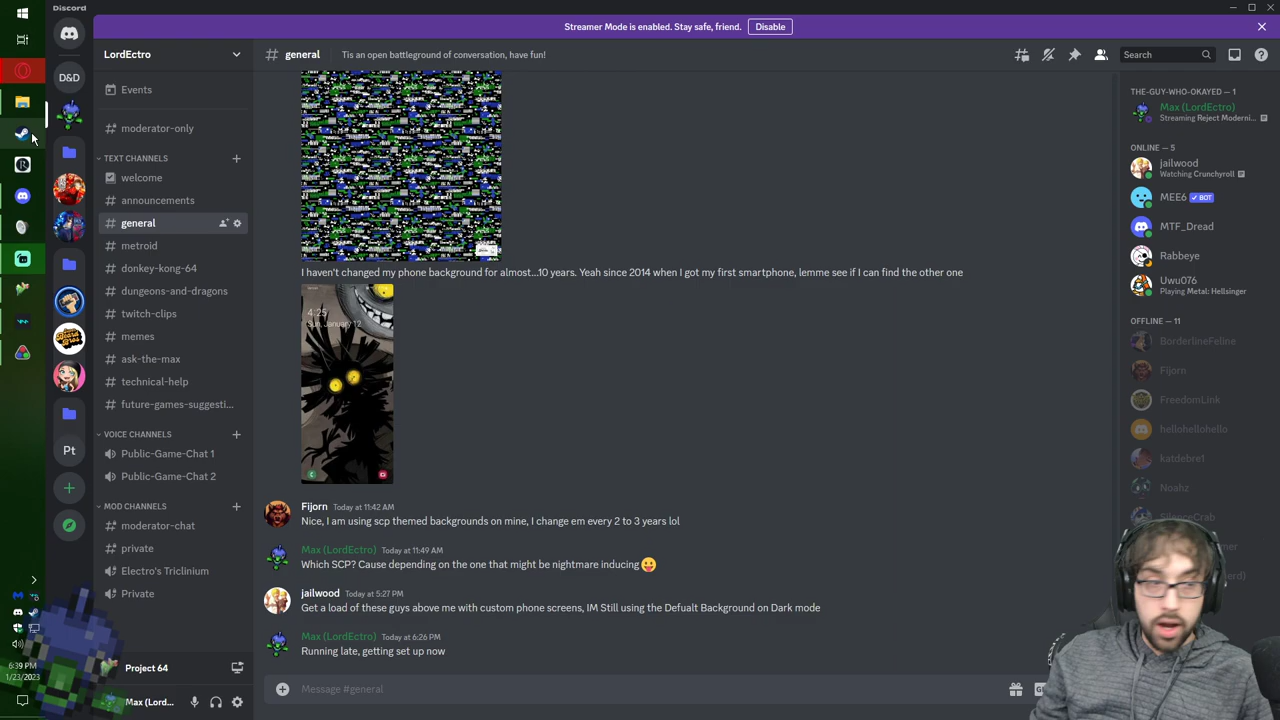 Discord
Streamer Mode is enabled. Stay safe, friend.
Disable
LordEctro
general
Tis an open battleground of conversation, have fun!
Search
D&D
Pt
Events
moderator-only
TEXT CHANNELS
welcome
announcements
general
metroid
donkey-kong-64
dungeons-and-dragons
twitch-clips
memes
ask-the-max
technical-help
future-games-suggesti...
VOICE CHANNELS
Public-Game-Chat 1
Public-Game-Chat 2
MOD CHANNELS
moderator-chat
private
Electro's Triclinium
Private
Project 64
Max (Lord...
6:39 PM
1/23/2023
I haven't changed my phone background for almost...10 years. Yeah since 2014 when I got my first smartphone, lemme see if I can find the other one
4:25
Sun, January 12
Fijorn Today at 11:42 AM
Nice, I am using scp themed backgrounds on mine, I change em every 2 to 3 years lol
Max (LordEctro) Today at 11:49 AM
Which SCP? Cause depending on the one that might be nightmare inducing
jailwood Today at 5:27 PM
Get a load of these guys above me with custom phone screens, IM Still using the Defualt Background on Dark mode
Max (LordEctro) Today at 6:26 PM
Running late, getting set up now
Message #general
THE-GUY-WHO-OKAYED — 1
Max (LordEctro)
Streaming Reject Moderni...
ONLINE — 5
jailwood
Watching Crunchyroll
MEE6 BOT
MTF_Dread
Rabbeye
Uwu076
Playing Metal: Hellsinger
OFFLINE — 11
BorderlineFeline
Fijorn
FreedomLink
hellohellohello
katdebre1
Noahz
SilenceCrab